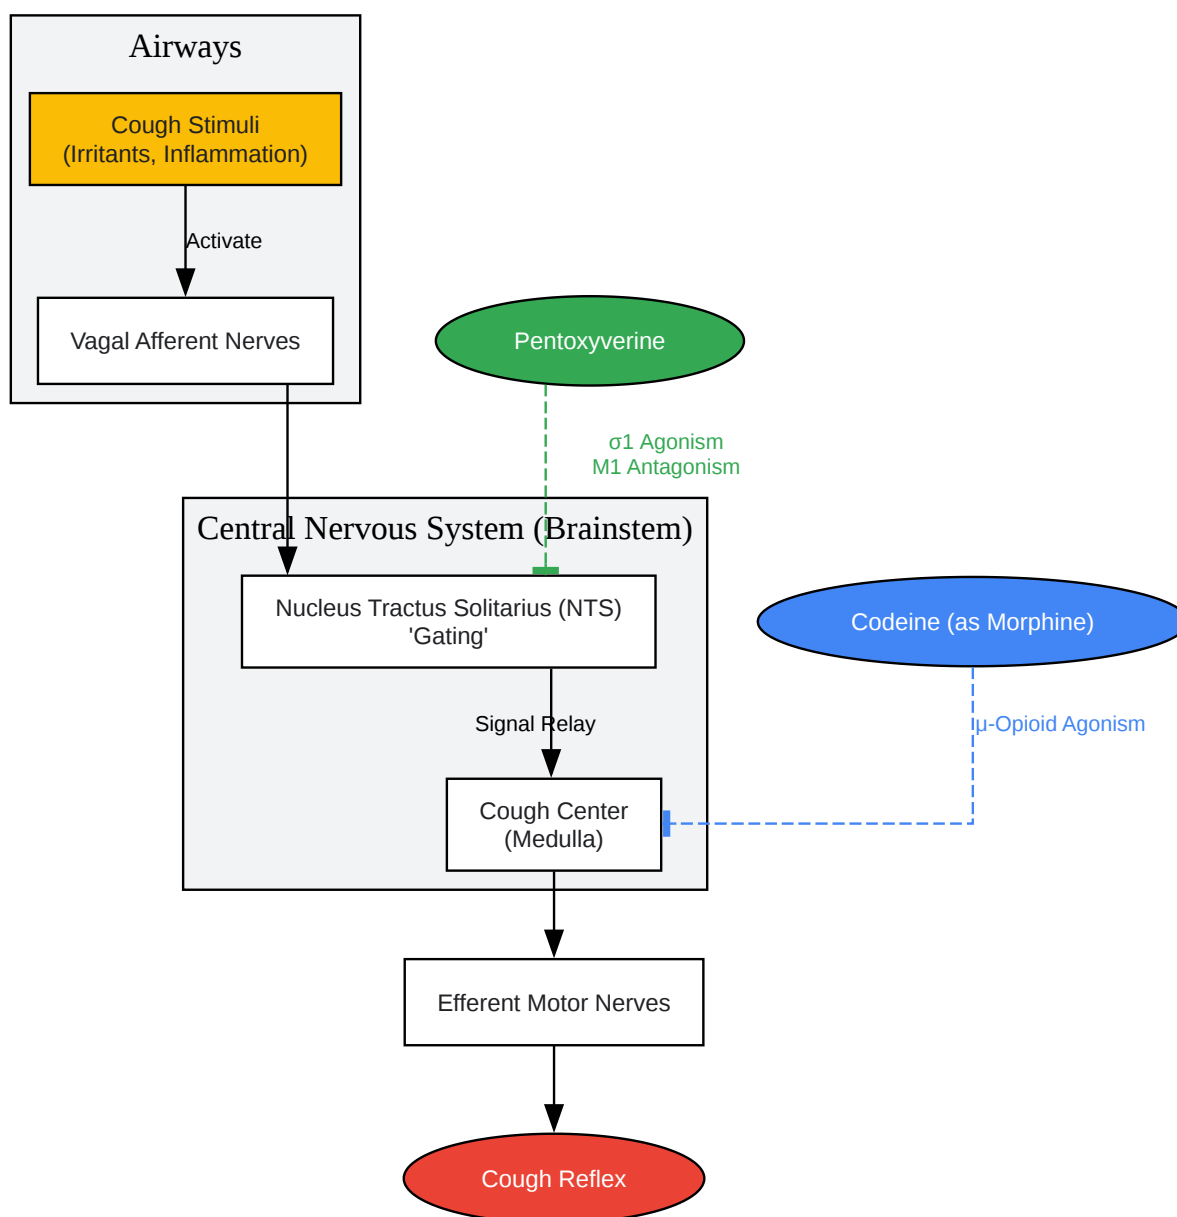 Airways
Cough Stimuli
(Irritants, Inflammation)
Activate
Vagal Afferent Nerves
Pentoxyverine
σ1 Agonism
M1 Antagonism
Central Nervous System (Brainstem)
Nucleus Tractus Solitarius (NTS)
'Gating'
Codeine (as Morphine)
Signal Relay
μ-Opioid Agonism
Cough Center
(Medulla)
Efferent Motor Nerves
Cough Reflex